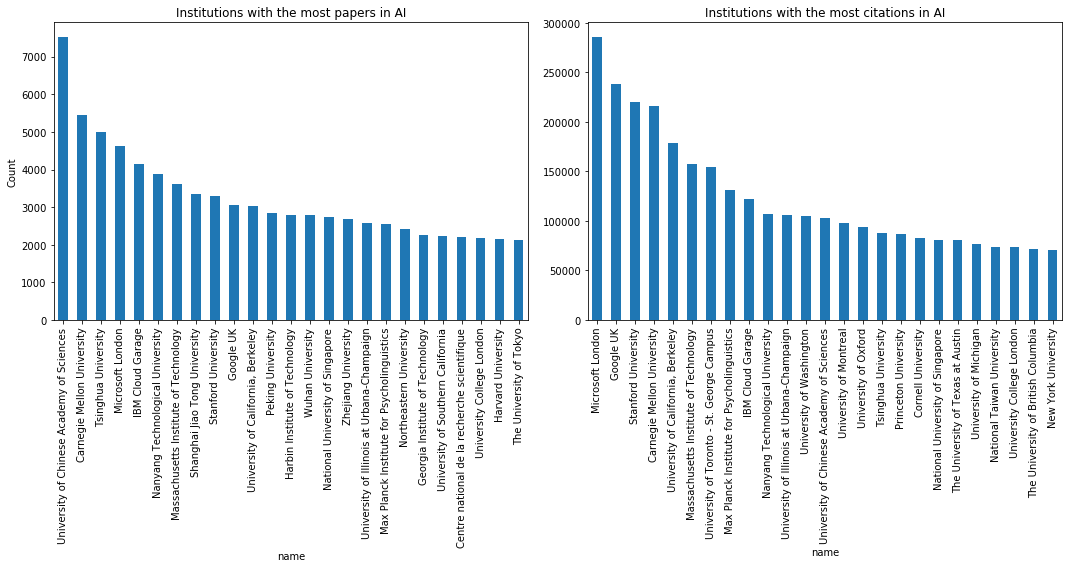 Institutions with the most papers in AI
Count
7000
6000
5000
4000
3000
2000
1000
0
University of Chinese Academy of Sciences
Carnegie Mellon University
Tsinghua University
Microsoft London
IBM Cloud Garage
Nanyang Technological University
Massachusetts Institute of Technology
Shanghai Jiao Tong University
Stanford University
Google UK
University of California, Berkeley
Peking University
Harbin Institute of Technology
Wuhan University
National University of Singapore
Zhejiang University
University of Illinois at Urbana-Champaign
Max Planck Institute for Psycholinguistics
Northeastern University
Georgia Institute of Technology
University of Southern California
Centre national de la recherche scientifique
University College London
Harvard University
The University of Tokyo
name
Institutions with the most citations in AI
300000
250000
200000
150000
100000
50000
0
Microsoft London
Google UK
Stanford University
Carnegie Mellon University
University of California, Berkeley
Massachusetts Institute of Technology
University of Toronto - St. George Campus
Max Planck Institute for Psycholinguistics
IBM Cloud Garage
Nanyang Technological University
University of Illinois at Urbana-Champaign
University of Washington
University of Chinese Academy of Sciences
University of Montreal
University of Oxford
Tsinghua University
Princeton University
Cornell University
National University of Singapore
The University of Texas at Austin
University of Michigan
National Taiwan University
University College London
The University of British Columbia
New York University
name